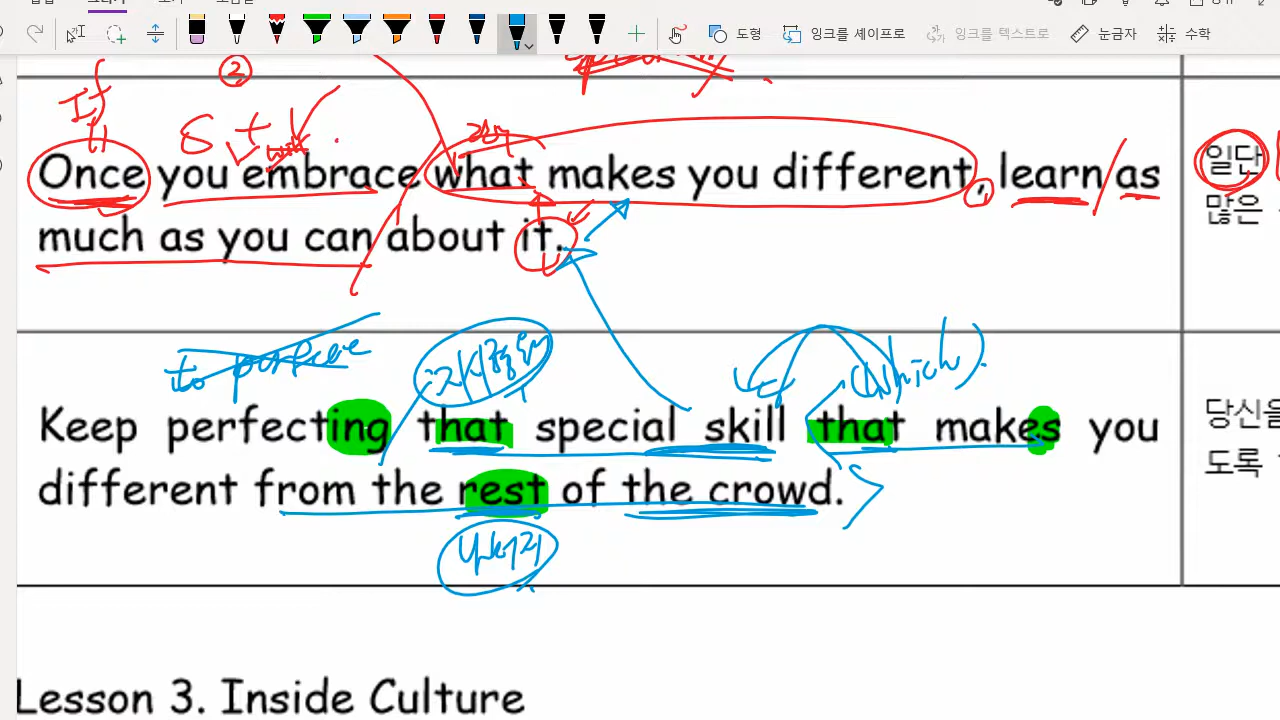 도형
잉크를 셰이프로
잉크를 텍스트로
눈금자
수학
②
If
S + will
Once you embrace what makes you different, learn/as
much as you can about it.
일단
많은
to perfect
(which).
Keep perfecting that special skill that makes you
different from the rest of the crowd.
나머지
당신을
도록
Lesson 3. Inside Culture